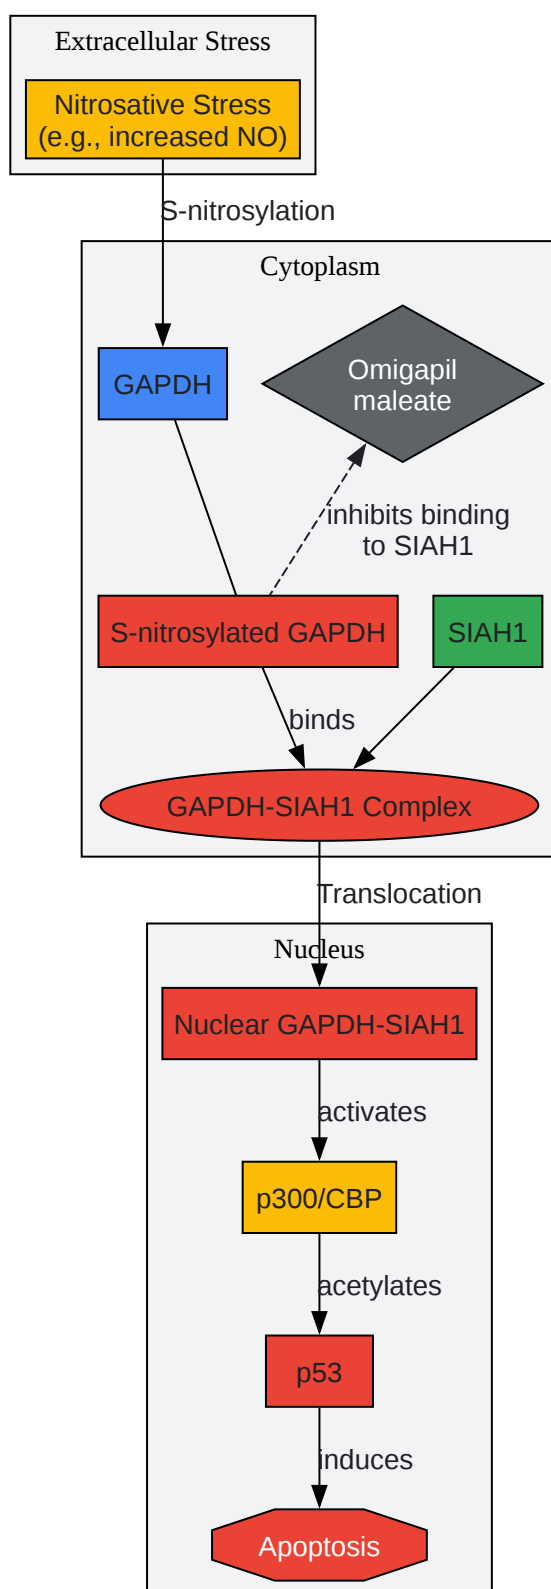 Extracellular Stress
Nitrosative Stress
(e.g., increased NO)
S-nitrosylation
Cytoplasm
GAPDH
Omigapil
maleate
inhibits binding
to SIAH1
S-nitrosylated GAPDH
SIAH1
binds
GAPDH-SIAH1 Complex
Translocation
Nucleus
Nuclear GAPDH-SIAH1
activates
p300/CBP
acetylates
p53
induces
Apoptosis